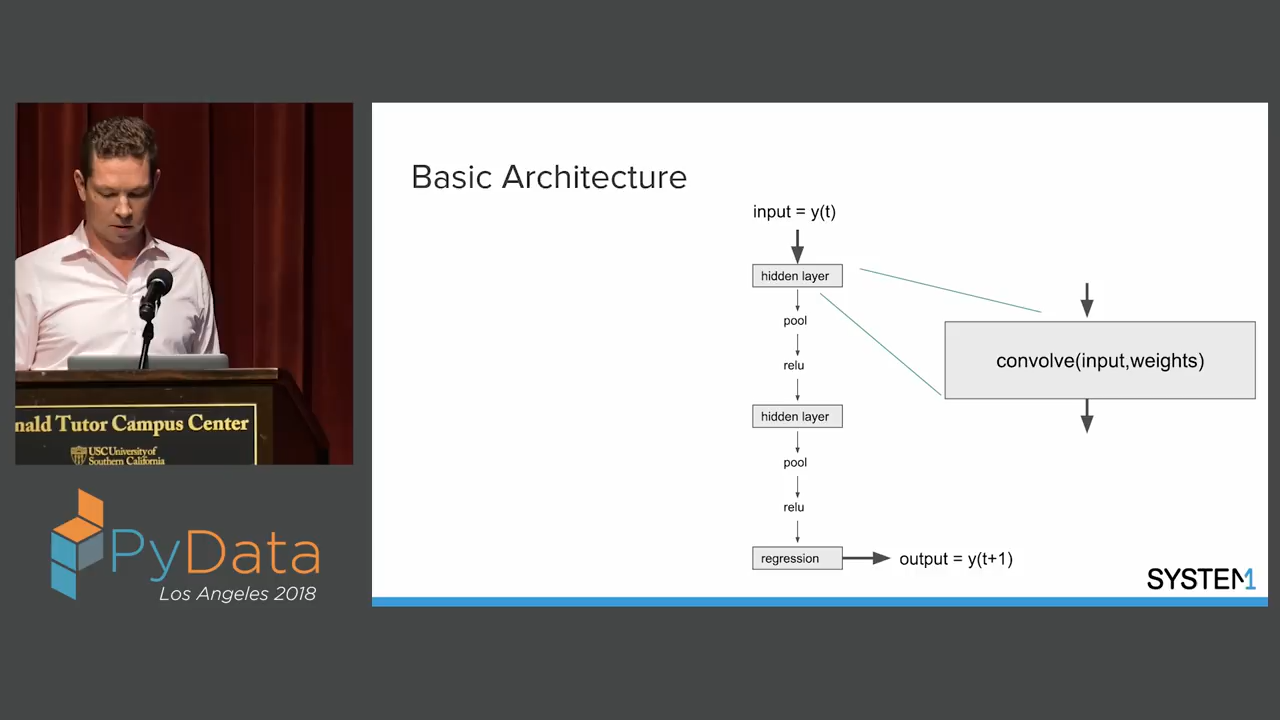 Basic Architecture
input = y(t)
hidden layer
pool
relu
hidden layer
pool
relu
regression
output = y(t+1)
convolve(input,weights)
SYSTEM1
nald Tutor Campus Center
USC University of
Southern California
PyData
Los Angeles 2018